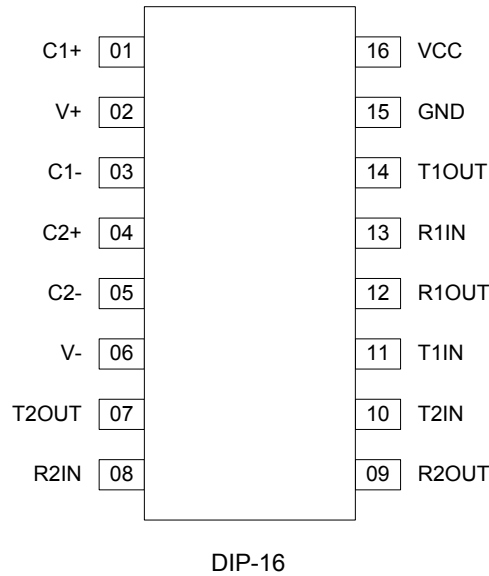 C1+ 01 16 VCC
V+ 02 15 GND
C1- 03 14 T1OUT
C2+ 04 13 R1IN
C2- 05 12 R1OUT
V- 06 11 T1IN
T2OUT 07 10 T2IN
R2IN 08 09 R2OUT
DIP-16